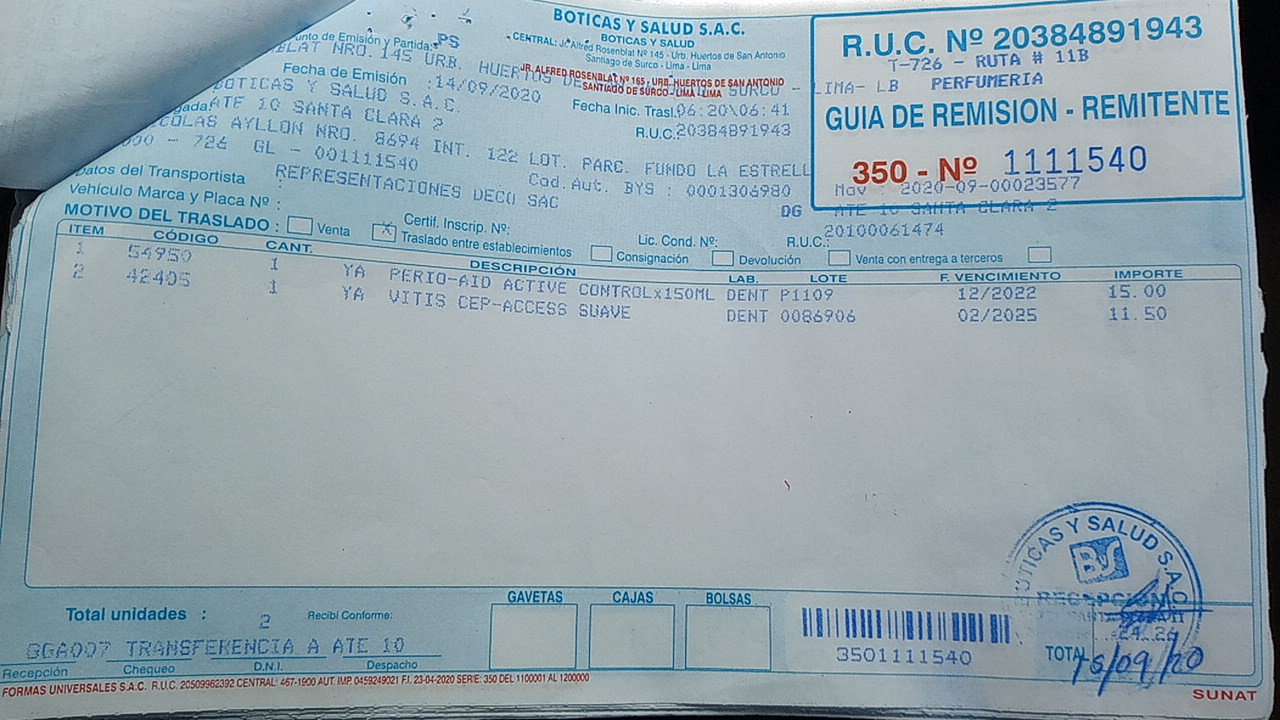 BOTICAS Y SALUD S.A.C.
BOTICAS Y SALUD
CENTRAL: Jr. Alfred Rosenblat Nº 145 - Urb. Huertos de San Antonio
Santiago de Surco - Lima - Lima
JR. ALFRED ROSENBLAT Nº 165 - URB. HUERTOS DE SAN ANTONIO
SANTIAGO DE SURCO - LIMA - LIMA
R.U.C. Nº 20384891943
T-726 - RUTA # 11B
LIMA- LB PERFUMERIA
GUIA DE REMISION - REMITENTE
350 - Nº 1111540
Mov 2020-09-00023577
ATE 10 SANTA CLARA 2
20100061474
unto de Emisión y Partida: PS
BLAT NRO. 145 URB. HUERTOS DE SURCO -
Fecha de Emisión :14/09/2020
Fecha Inic. Trasl. 06:20\06:41
BOTICAS Y SALUD S.A.C.
R.U.C. 20384891943
gada: ATE 10 SANTA CLARA 2
COLAS AYLLON NRO. 8694 INT. 122 LOT. PARC. FUNDO LA ESTRELL
000 - 726 GL - 001111540
Cod. Aut. BYS : 0001306980
Datos del Transportista : REPRESENTACIONES DECO SAC
DG
Vehículo Marca y Placa Nº :
Certif. Inscrip. Nº:
Lic. Cond. Nº:
R.U.C.:
MOTIVO DEL TRASLADO : Venta X Traslado entre establecimientos Consignación Devolución Venta con entrega a terceros
ITEM CÓDIGO CANT. DESCRIPCIÓN LAB. LOTE F. VENCIMIENTO IMPORTE
1 54950 1 YA PERIO-AID ACTIVE CONTROLx150ML DENT P1109 12/2022 15.00
2 42405 1 YA VITIS CEP-ACCESS SUAVE DENT 0086906 02/2025 11.50
Total unidades : 2
Recibí Conforme:
GAVETAS CAJAS BOLSAS
GGA007 TRANSFERENCIA A ATE 10
Recepción Chequeo D.N.I. Despacho
3501111540
BOTICAS Y SALUD S.A.C.
BS
RECEPCIONADO
TOTAL
15/09/20
FORMAS UNIVERSALES S.A.C. R.U.C. 20509962392 CENTRAL: 467-1900 AUT. IMP. 0459249021 F.I. 23-04-2020 SERIE: 350 DEL 1100001 AL 1200000
SUNAT